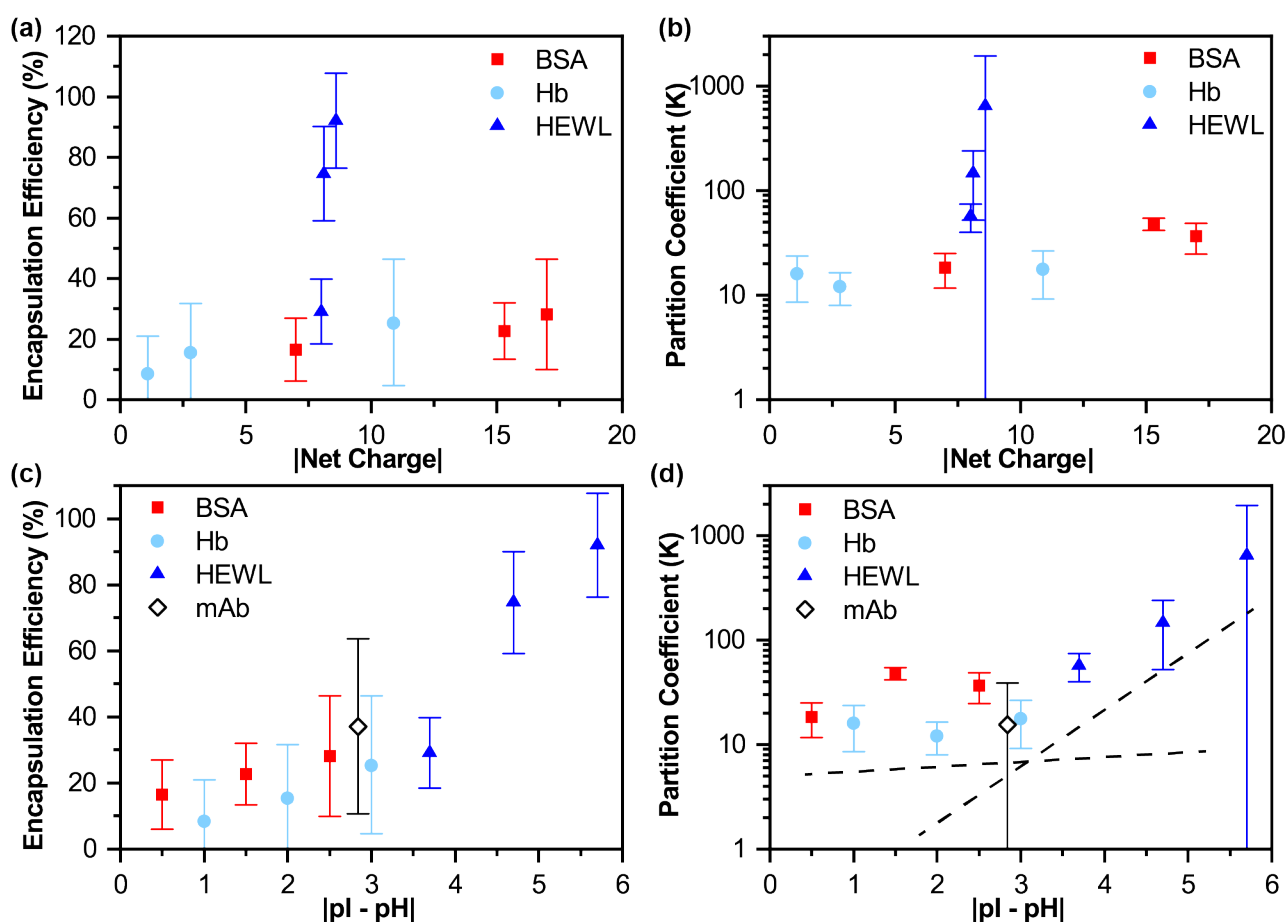 (a)
Encapsulation Efficiency (%)
120
100
80
60
40
20
0
BSA
Hb
HEWL
0 5 10 15 20
|Net Charge|
(b)
Partition Coefficient (K)
1000
100
10
1
BSA
Hb
HEWL
0 5 10 15 20
|Net Charge|
(c)
Encapsulation Efficiency (%)
100
80
60
40
20
0
BSA
Hb
HEWL
mAb
0 1 2 3 4 5 6
|pI - pH|
(d)
Partition Coefficient (K)
1000
100
10
1
BSA
Hb
HEWL
mAb
0 1 2 3 4 5 6
|pI - pH|